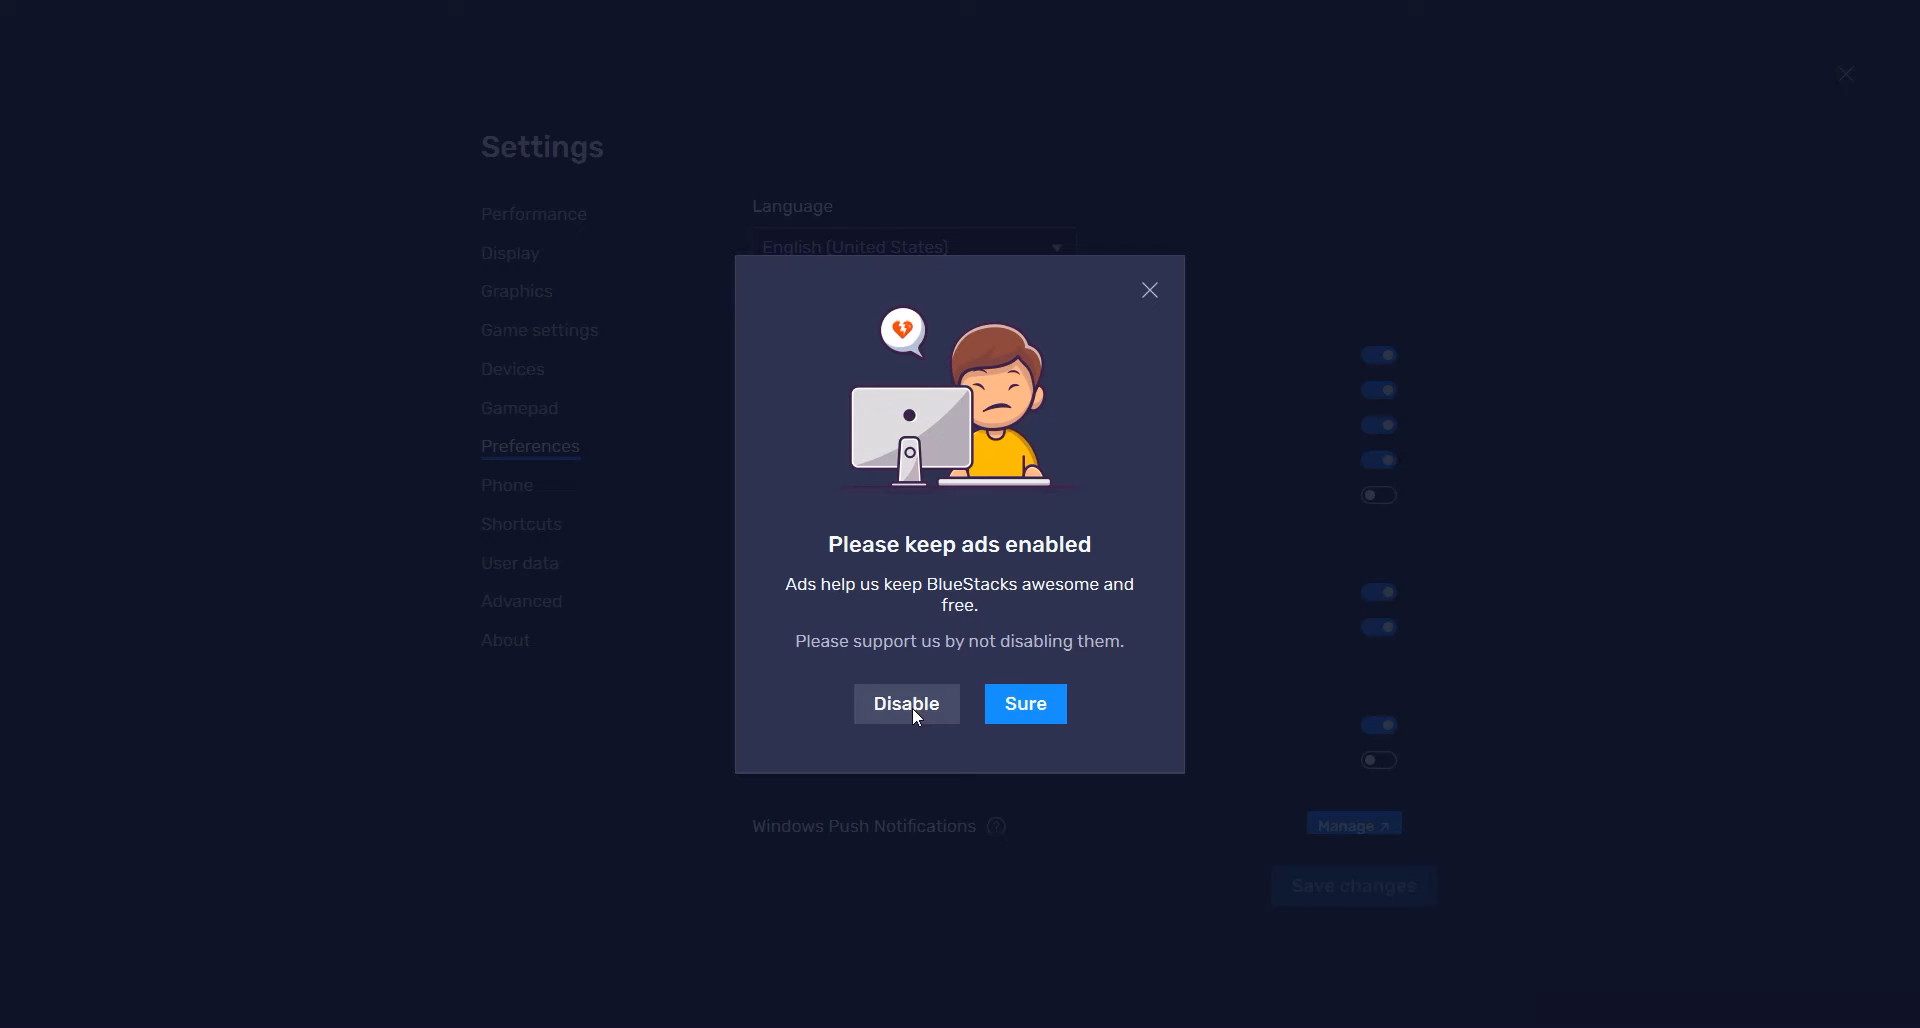 Settings
Performance
Display
Graphics
Game settings
Devices
Gamepad
Preferences
Phone
Shortcuts
User data
Advanced
About
Language
English (United States)
Please keep ads enabled
Ads help us keep BlueStacks awesome and
free.
Please support us by not disabling them.
Disable
Sure
Windows Push Notifications ?
Manage ↗
Save changes